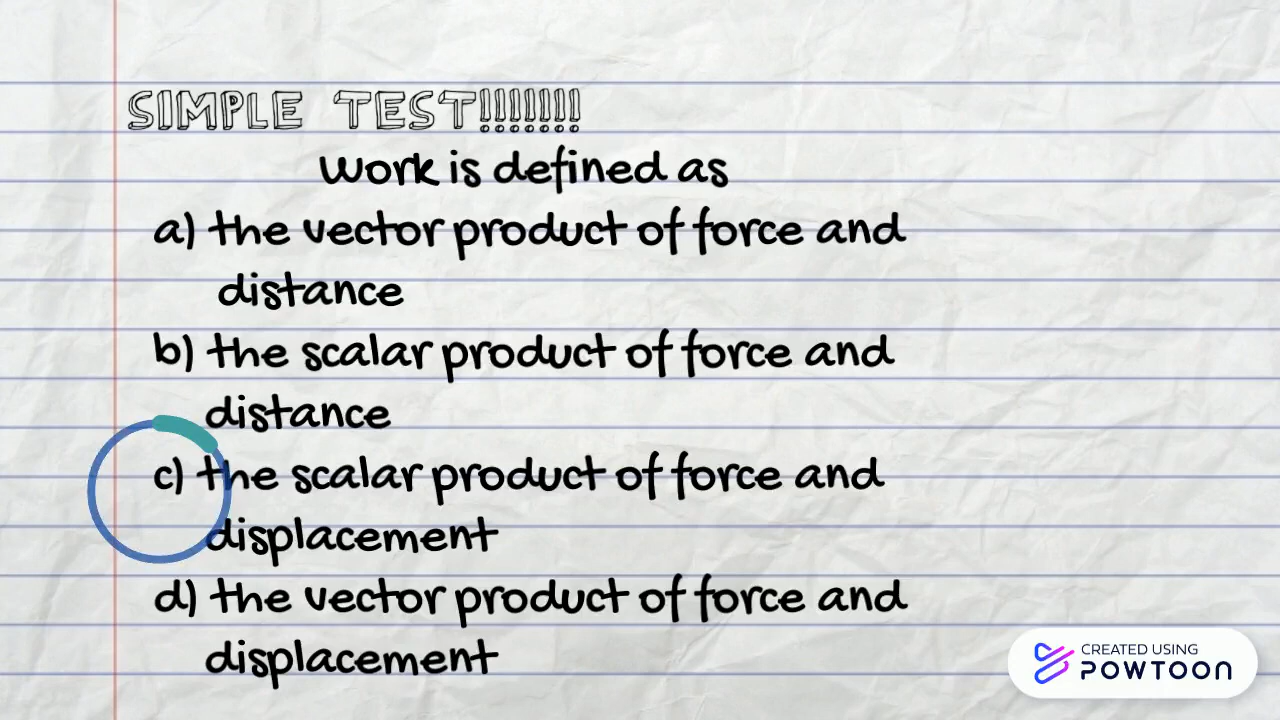 SIMPLE TEST!!!!!!!
Work is defined as
a) the vector product of force and
distance
b) the scalar product of force and
distance
c) the scalar product of force and
displacement
d) the vector product of force and
displacement
CREATED USING
POWTOON